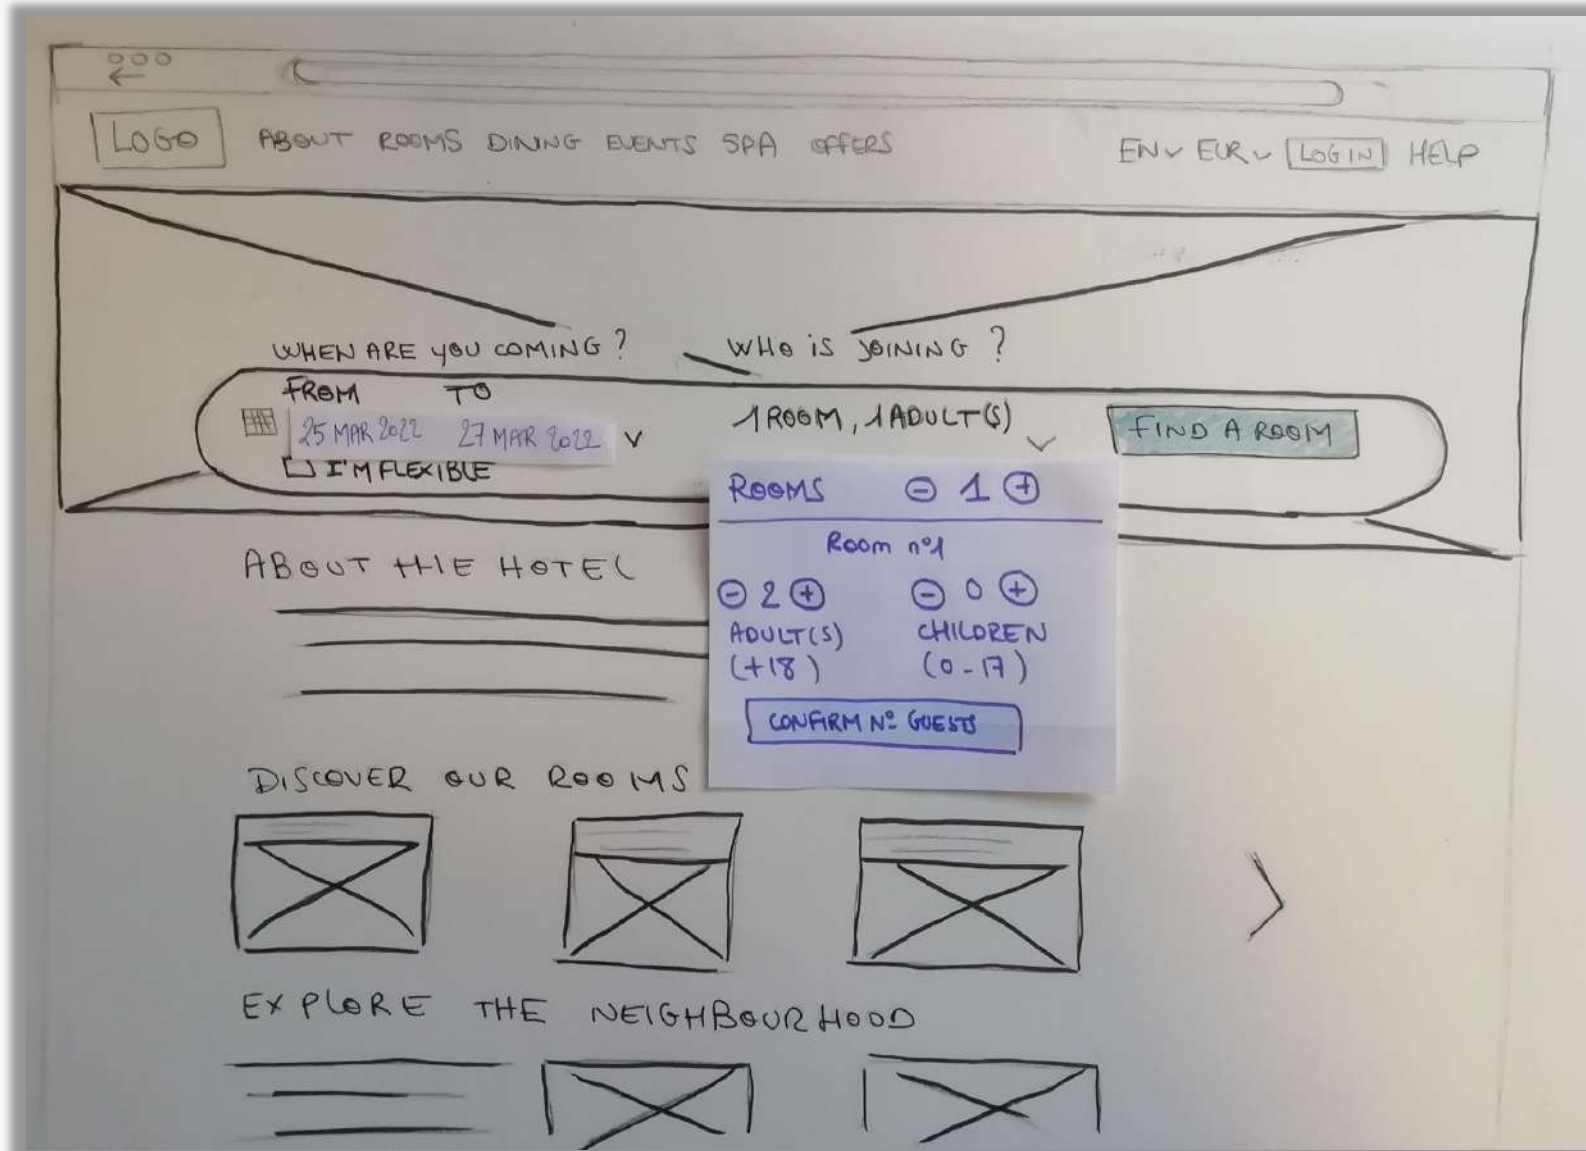 LOGO ABOUT ROOMS DINING EVENTS SPA OFFERS EN EUR LOGIN HELP
WHEN ARE YOU COMING? WHO IS JOINING?
FROM TO
25 MAR 2022 27 MAR 2022 1 ROOM, 1 ADULT(S) FIND A ROOM
I'M FLEXIBLE
ROOMS - 1 +
Room nº1
- 2 + - 0 +
ADULT(S) CHILDREN
(+18) (0-17)
CONFIRM Nº GUESTS
ABOUT THE HOTEL
DISCOVER OUR ROOMS
EXPLORE THE NEIGHBOURHOOD